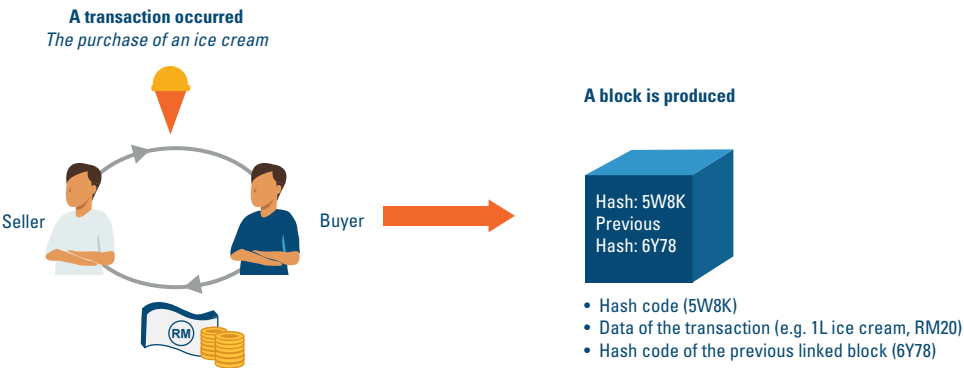 A transaction occurred
The purchase of an ice cream
Seller
Buyer
RM
A block is produced
Hash: 5W8K
Previous
Hash: 6Y78
• Hash code (5W8K)
• Data of the transaction (e.g. 1L ice cream, RM20)
• Hash code of the previous linked block (6Y78)